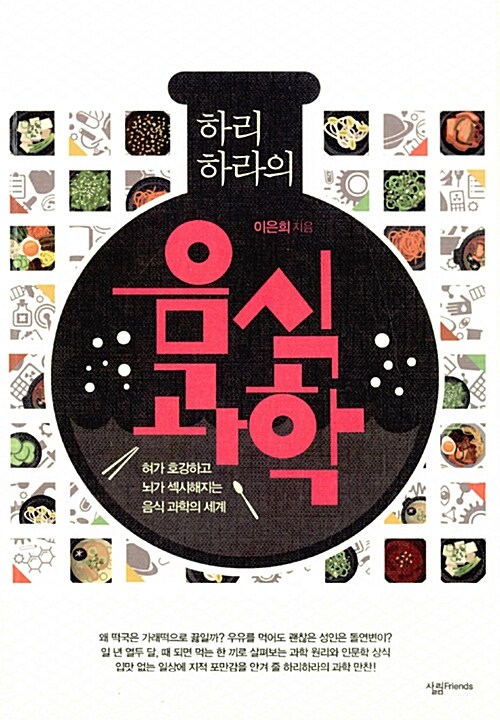 하리
하라의
이은희 지음
음식
과학
혀가 호강하고
뇌가 섹시해지는
음식 과학의 세계
왜 떡국은 가래떡으로 끓일까? 우유를 먹어도 괜찮은 성인은 돌연변이?
일 년 열두 달, 때 되면 먹는 한 끼로 살펴보는 과학 원리와 인문학 상식
입맛 없는 일상에 지적 포만감을 안겨 줄 하리하라의 과학 만찬!
살림Friends